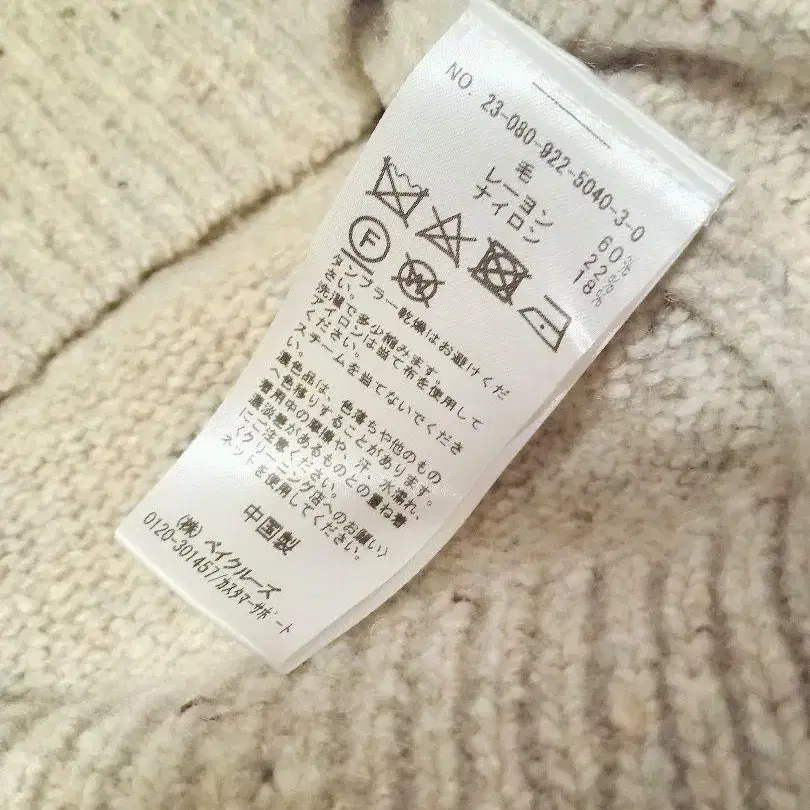 NO. 23-080-922-5040-3-0
毛 60%
レーヨン 22%
ナイロン 18%
F
W
タンブラー乾燥はお避けくだ
さい。
洗濯で多少縮みます。
アイロンは当て布を使用して
ください。
スチームを当てないでくださ
い。
濃色品は、色落ちや他のもの
へ色移りすることがあります。
着用中の摩擦や、汗、水濡れ、
濃淡差があるものとの重ね着
にご注意ください。
〈クリーニング店へのお願い〉
ネットを使用してください。
中国製
(株) ベイクルーズ
0120-301457/カスタマーサポート